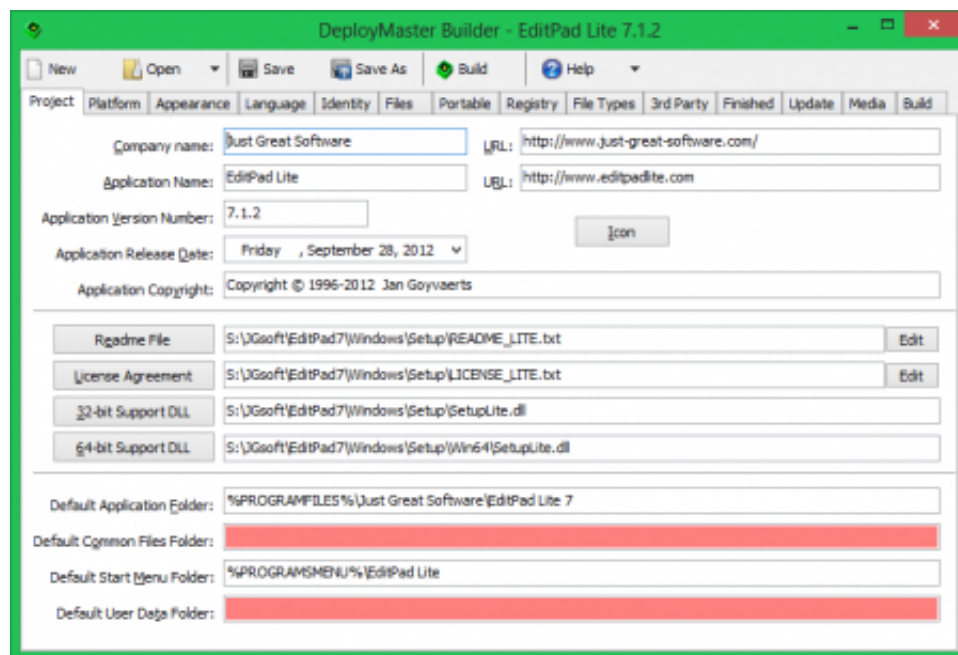 DeployMaster Builder - EditPad Lite 7.1.2
New Open Save Save As Build Help
Project Platform Appearance Language Identity Files Portable Registry File Types 3rd Party Finished Update Media Build
Company name: Just Great Software URL: http://www.just-great-software.com/
Application Name: EditPad Lite URL: http://www.editpadlite.com
Application Version Number: 7.1.2
Icon
Application Release Date: Friday , September 28, 2012
Application Copyright: Copyright © 1996-2012 Jan Goyvaerts
Readme File S:\JGsoft\EditPad7\Windows\Setup\README_LITE.txt Edit
License Agreement S:\JGsoft\EditPad7\Windows\Setup\LICENSE_LITE.txt Edit
32-bit Support DLL S:\JGsoft\EditPad7\Windows\Setup\SetupLite.dll
64-bit Support DLL S:\JGsoft\EditPad7\Windows\Setup\Win64\SetupLite.dll
Default Application Folder: %PROGRAMFILES%\Just Great Software\EditPad Lite 7
Default Common Files Folder:
Default Start Menu Folder: %PROGRAMSMENU%\EditPad Lite
Default User Data Folder: